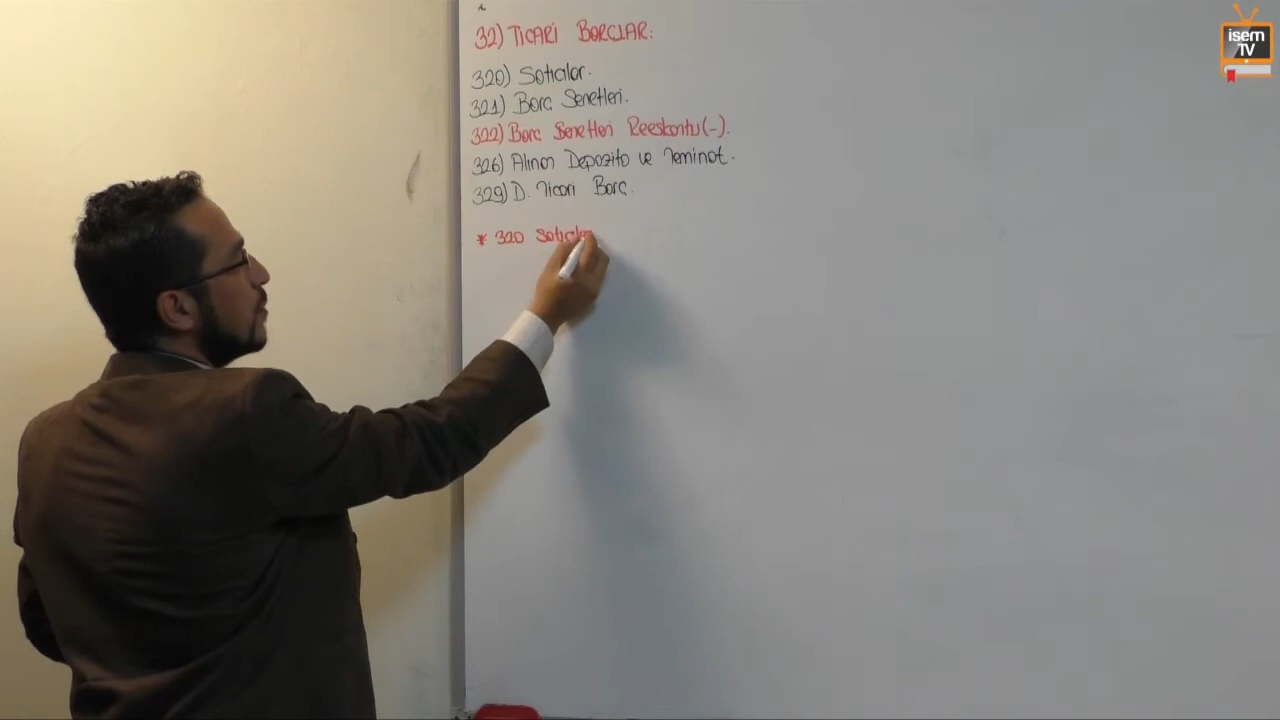 32) TİCARİ BORÇLAR:
320) Satıcılar.
321) Borç Senetleri.
322) Borç Senetleri Reeskontu (-).
326) Alınan Depozito ve Teminat.
329) D. Ticari Borç.
* 320 Satıcıla
isem
TV